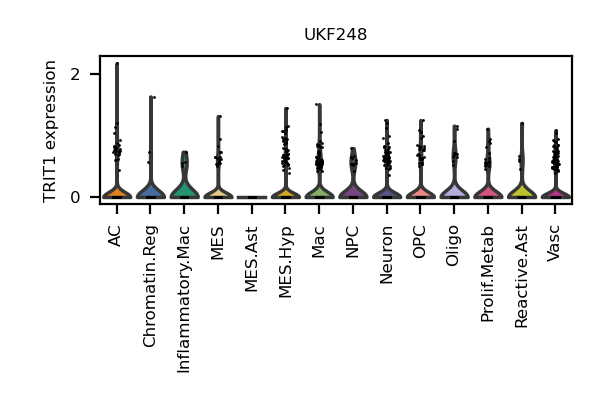 UKF248
TRIT1 expression
2
0
AC
Chromatin.Reg
Inflammatory.Mac
MES
MES.Ast
MES.Hyp
Mac
NPC
Neuron
OPC
Oligo
Prolif.Metab
Reactive.Ast
Vasc